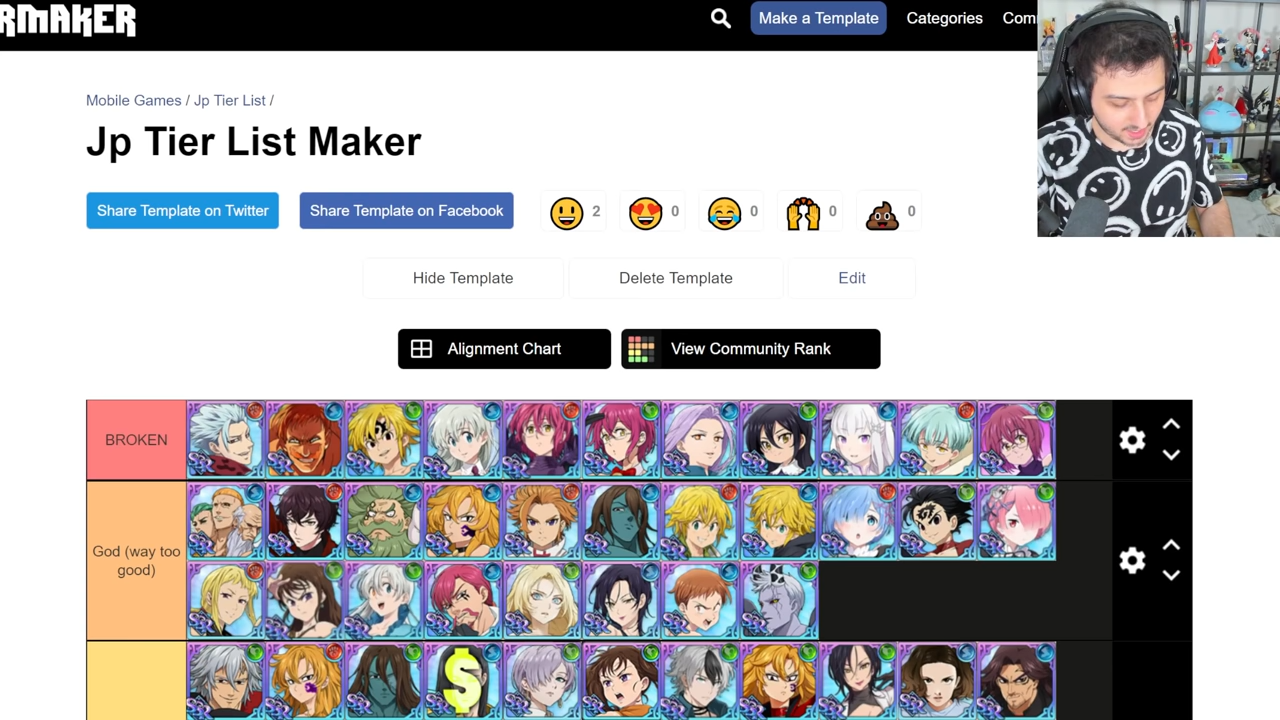 RMAKER
Make a Template
Categories
Com
Mobile Games / Jp Tier List /
Jp Tier List Maker
Share Template on Twitter
Share Template on Facebook
2
0
0
0
0
Hide Template
Delete Template
Edit
Alignment Chart
View Community Rank
BROKEN
God (way too
good)
$